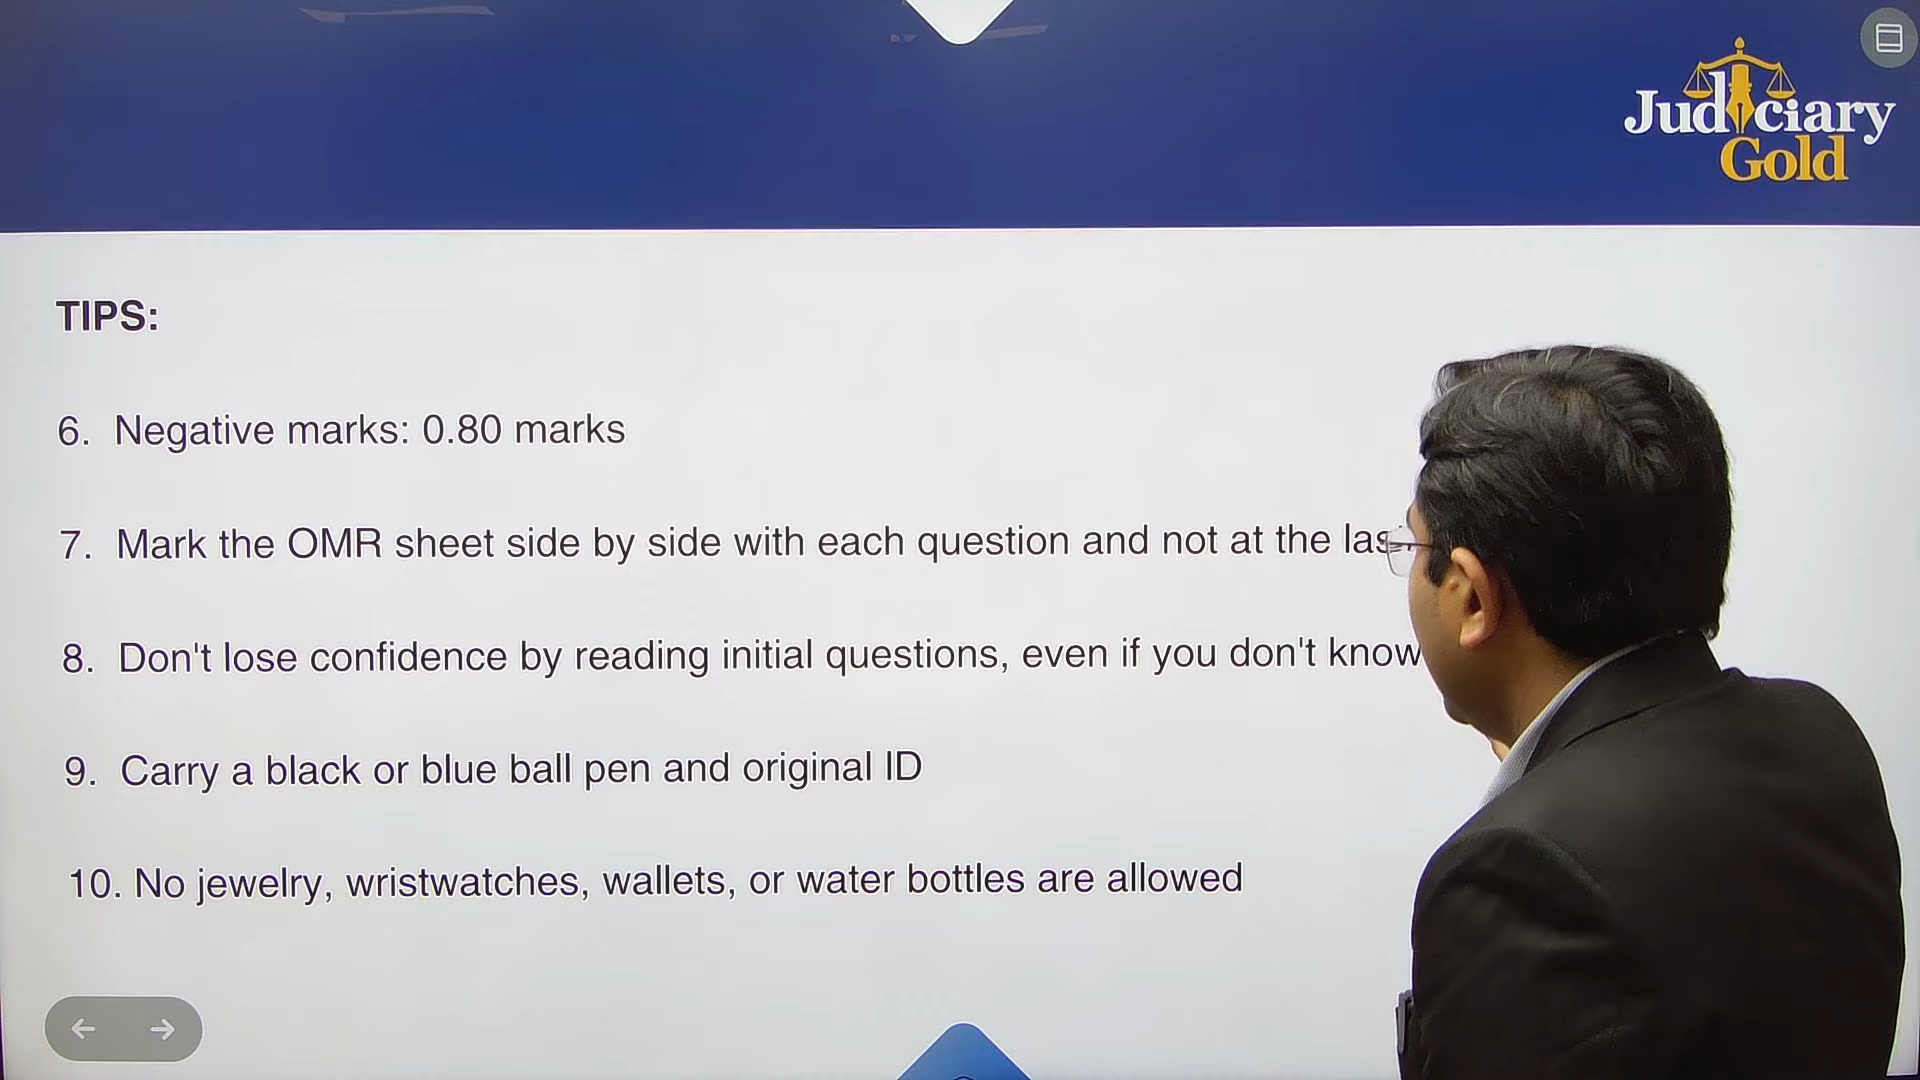 Judiciary
Gold
TIPS:
6. Negative marks: 0.80 marks
7. Mark the OMR sheet side by side with each question and not at the
8. Don't lose confidence by reading initial questions, even if you don't know
9. Carry a black or blue ball pen and original ID
10. No jewelry, wristwatches, wallets, or water bottles are allowed